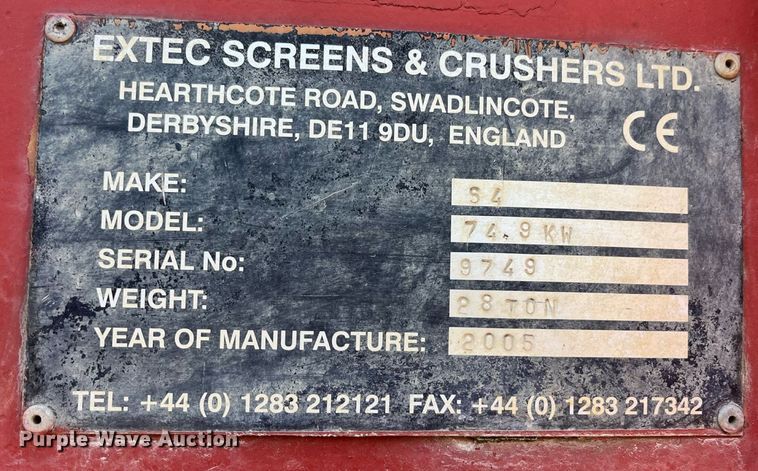 EXTEC SCREENS & CRUSHERS LTD.
HEARTHCOTE ROAD, SWADLINCOTE,
DERBYSHIRE, DE11 9DU, ENGLAND CE
MAKE: S4
MODEL: 74.9KW
SERIAL No: 9749
WEIGHT: 28TON
YEAR OF MANUFACTURE: 2005
TEL: +44 (0) 1283 212121 FAX: +44 (0) 1283 217342
Purple Wave Auction